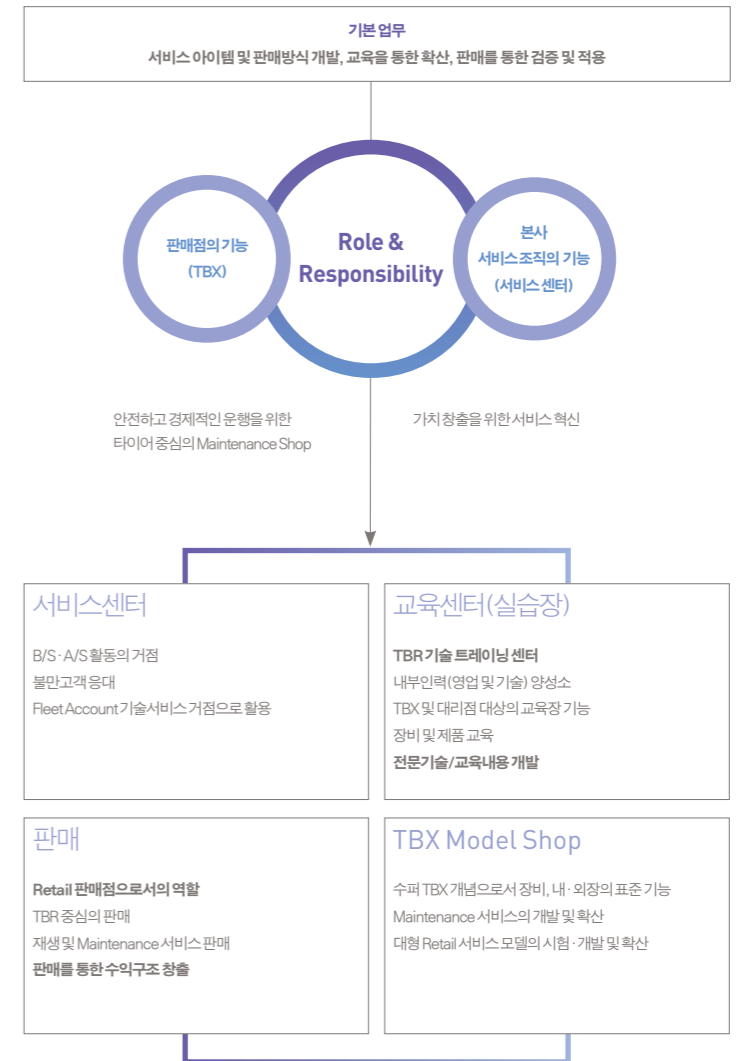 기본 업무
서비스 아이템 및 판매방식 개발, 교육을 통한 확산, 판매를 통한 검증 및 적용
판매점의 기능
(TBX)
Role &
Responsibility
본사
서비스 조직의 기능
(서비스 센터)
안전하고 경제적인 운행을 위한
타이어 중심의 Maintenance Shop
가치 창출을 위한 서비스 혁신
서비스센터
B/S · A/S 활동의 거점
불만고객 응대
Fleet Account 기술서비스 거점으로 활용
교육센터(실습장)
TBR 기술 트레이닝 센터
내부인력(영업 및 기술) 양성소
TBX 및 대리점 대상의 교육장 기능
장비 및 제품 교육
전문기술/교육내용 개발
판매
Retail 판매점으로서의 역할
TBR 중심의 판매
재생 및 Maintenance 서비스 판매
판매를 통한 수익구조 창출
TBX Model Shop
수퍼 TBX 개념으로서 장비, 내 · 외장의 표준 기능
Maintenance 서비스의 개발 및 확산
대형 Retail 서비스 모델의 시험 · 개발 및 확산